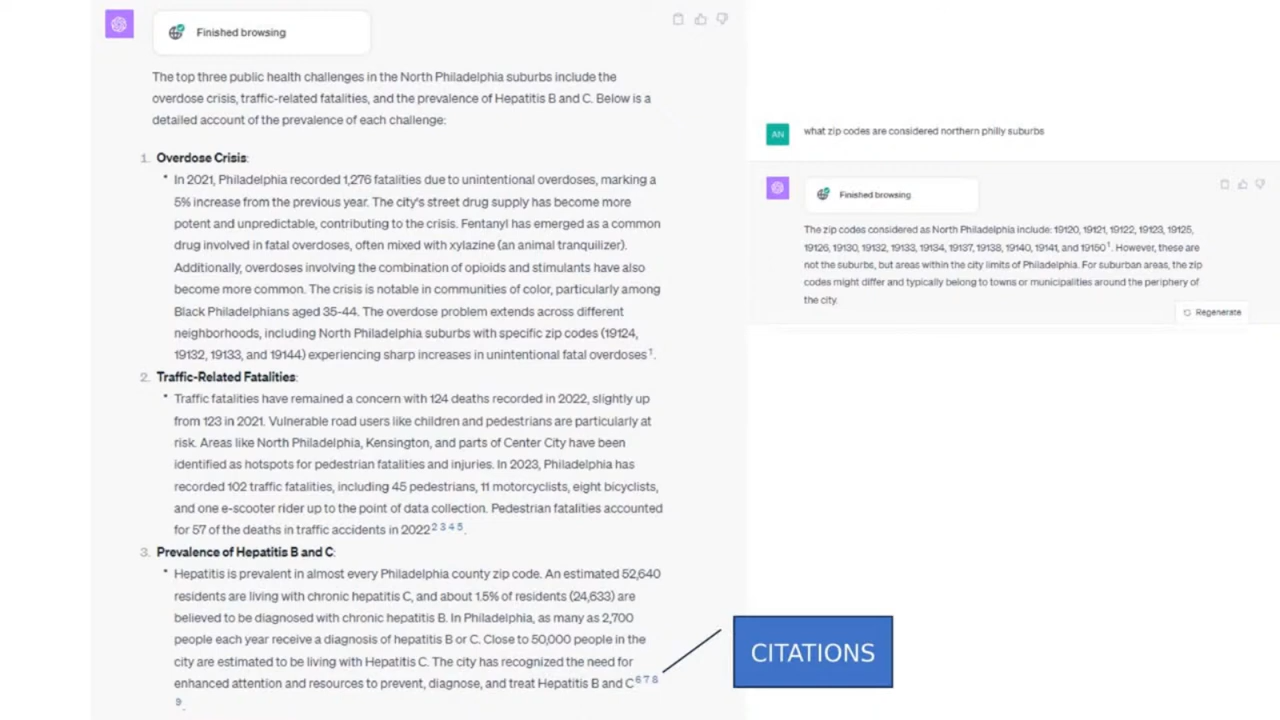 Finished browsing
The top three public health challenges in the North Philadelphia suburbs include the
overdose crisis, traffic-related fatalities, and the prevalence of Hepatitis B and C. Below is a
detailed account of the prevalence of each challenge:
1. Overdose Crisis:
• In 2021, Philadelphia recorded 1,276 fatalities due to unintentional overdoses, marking a
5% increase from the previous year. The city's street drug supply has become more
potent and unpredictable, contributing to the crisis. Fentanyl has emerged as a common
drug involved in fatal overdoses, often mixed with xylazine (an animal tranquilizer).
Additionally, overdoses involving the combination of opioids and stimulants have also
become more common. The crisis is notable in communities of color, particularly among
Black Philadelphians aged 35-44. The overdose problem extends across different
neighborhoods, including North Philadelphia suburbs with specific zip codes (19124,
19132, 19133, and 19144) experiencing sharp increases in unintentional fatal overdoses 1.
2. Traffic-Related Fatalities:
• Traffic fatalities have remained a concern with 124 deaths recorded in 2022, slightly up
from 123 in 2021. Vulnerable road users like children and pedestrians are particularly at
risk. Areas like North Philadelphia, Kensington, and parts of Center City have been
identified as hotspots for pedestrian fatalities and injuries. In 2023, Philadelphia has
recorded 102 traffic fatalities, including 45 pedestrians, 11 motorcyclists, eight bicyclists,
and one e-scooter rider up to the point of data collection. Pedestrian fatalities accounted
for 57 of the deaths in traffic accidents in 2022 2 3 4 5.
3. Prevalence of Hepatitis B and C:
• Hepatitis is prevalent in almost every Philadelphia county zip code. An estimated 52,640
residents are living with chronic hepatitis C, and about 1.5% of residents (24,633) are
believed to be diagnosed with chronic hepatitis B. In Philadelphia, as many as 2,700
people each year receive a diagnosis of hepatitis B or C. Close to 50,000 people in the
city are estimated to be living with Hepatitis C. The city has recognized the need for
enhanced attention and resources to prevent, diagnose, and treat Hepatitis B and C 6 7 8
9.
AN what zip codes are considered northern philly suburbs
Finished browsing
The zip codes considered as North Philadelphia include: 19120, 19121, 19122, 19123, 19125,
19126, 19130, 19132, 19133, 19134, 19137, 19138, 19140, 19141, and 19150 1. However, these are
not the suburbs, but areas within the city limits of Philadelphia. For suburban areas, the zip
codes might differ and typically belong to towns or municipalities around the periphery of
the city.
Regenerate
CITATIONS